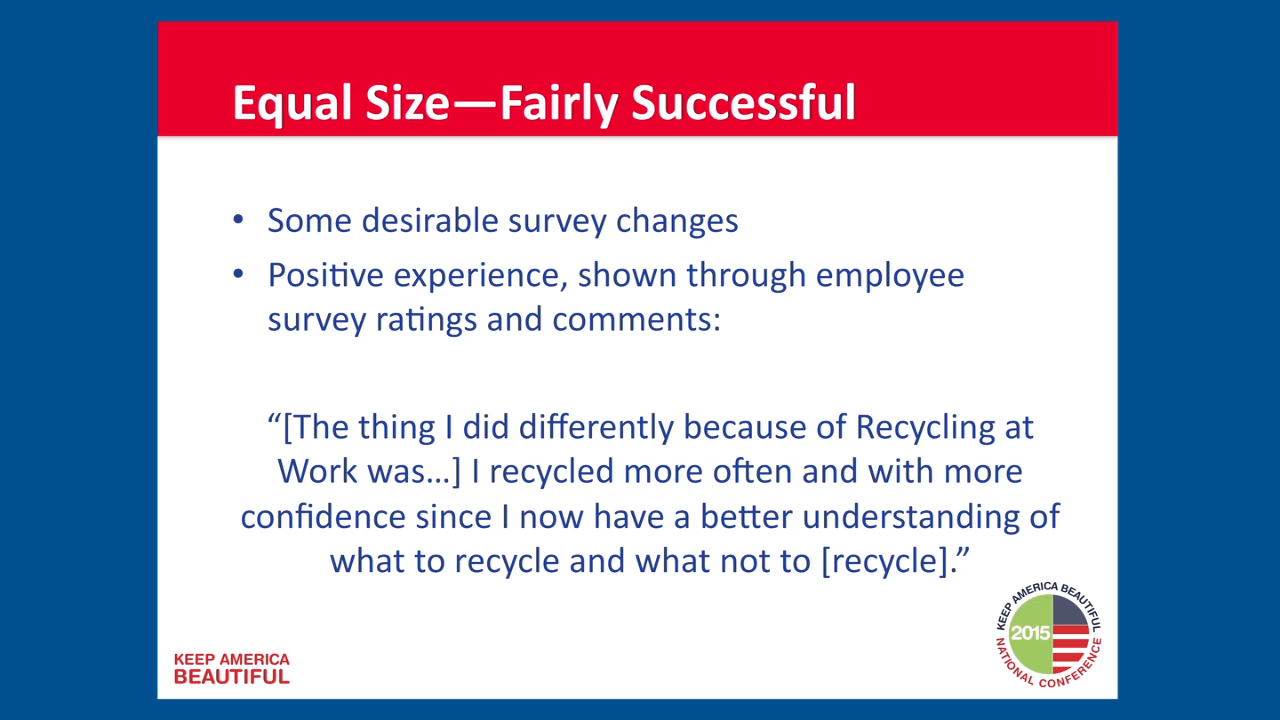 Equal Size—Fairly Successful
• Some desirable survey changes
• Positive experience, shown through employee
survey ratings and comments:
“[The thing I did differently because of Recycling at
Work was…] I recycled more often and with more
confidence since I now have a better understanding of
what to recycle and what not to [recycle].”
KEEP AMERICA BEAUTIFUL
2015
NATIONAL CONFERENCE
KEEP AMERICA
BEAUTIFUL